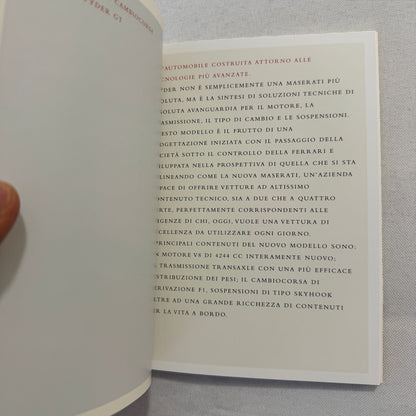 CAMBIOCORSA
YDER GT
'AUTOMOBILE COSTRUITA ATTORNO ALLE
CNOLOGIE PIÙ AVANZATE.
YDER NON È SEMPLICEMENTE UNA MASERATI PIÙ
OLUTA, MA È LA SINTESI DI SOLUZIONI TECNICHE DI
SOLUTA AVANGUARDIA PER IL MOTORE, LA
ASMISSIONE, IL TIPO DI CAMBIO E LE SOSPENSIONI.
ESTO MODELLO È IL FRUTTO DI UNA
OGETTAZIONE INIZIATA CON IL PASSAGGIO DELLA
CIETÀ SOTTO IL CONTROLLO DELLA FERRARI E
ILUPPATA NELLA PROSPETTIVA DI QUELLA CHE SI STA
LINEANDO COME LA NUOVA MASERATI, UN'AZIENDA
PACE DI OFFRIRE VETTURE AD ALTISSIMO
ONTENUTO TECNICO, SIA A DUE CHE A QUATTRO
RTE, PERFETTAMENTE CORRISPONDENTI ALLE
IGENZE DI CHI, OGGI, VUOLE UNA VETTURA DI
CELLENZA DA UTILIZZARE OGNI GIORNO.
PRINCIPALI CONTENUTI DEL NUOVO MODELLO SONO:
N MOTORE V8 DI 4244 CC INTERAMENTE NUOVO;
A TRASMISSIONE TRANSAXLE CON UNA PIÙ EFFICACE
STRIBUZIONE DEI PESI; IL CAMBIOCORSA DI
ERIVAZIONE F1, SOSPENSIONI DI TIPO SKYHOOK
LTRE AD UNA GRANDE RICCHEZZA DI CONTENUTI
ER LA VITA A BORDO.